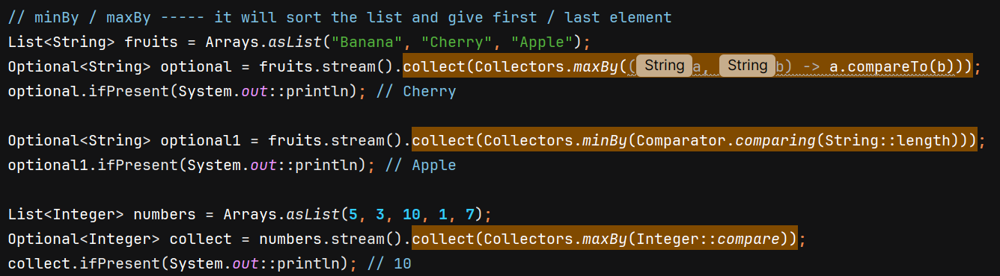 // minBy / maxBy ----- it will sort the list and give first / last element
List<String> fruits = Arrays.asList("Banana", "Cherry", "Apple");
Optional<String> optional = fruits.stream().collect(Collectors.maxBy((String a, String b) -> a.compareTo(b)));
optional.ifPresent(System.out::println); // Cherry
Optional<String> optional1 = fruits.stream().collect(Collectors.minBy(Comparator.comparing(String::length)));
optional1.ifPresent(System.out::println); // Apple
List<Integer> numbers = Arrays.asList(5, 3, 10, 1, 7);
Optional<Integer> collect = numbers.stream().collect(Collectors.maxBy(Integer::compare));
collect.ifPresent(System.out::println); // 10